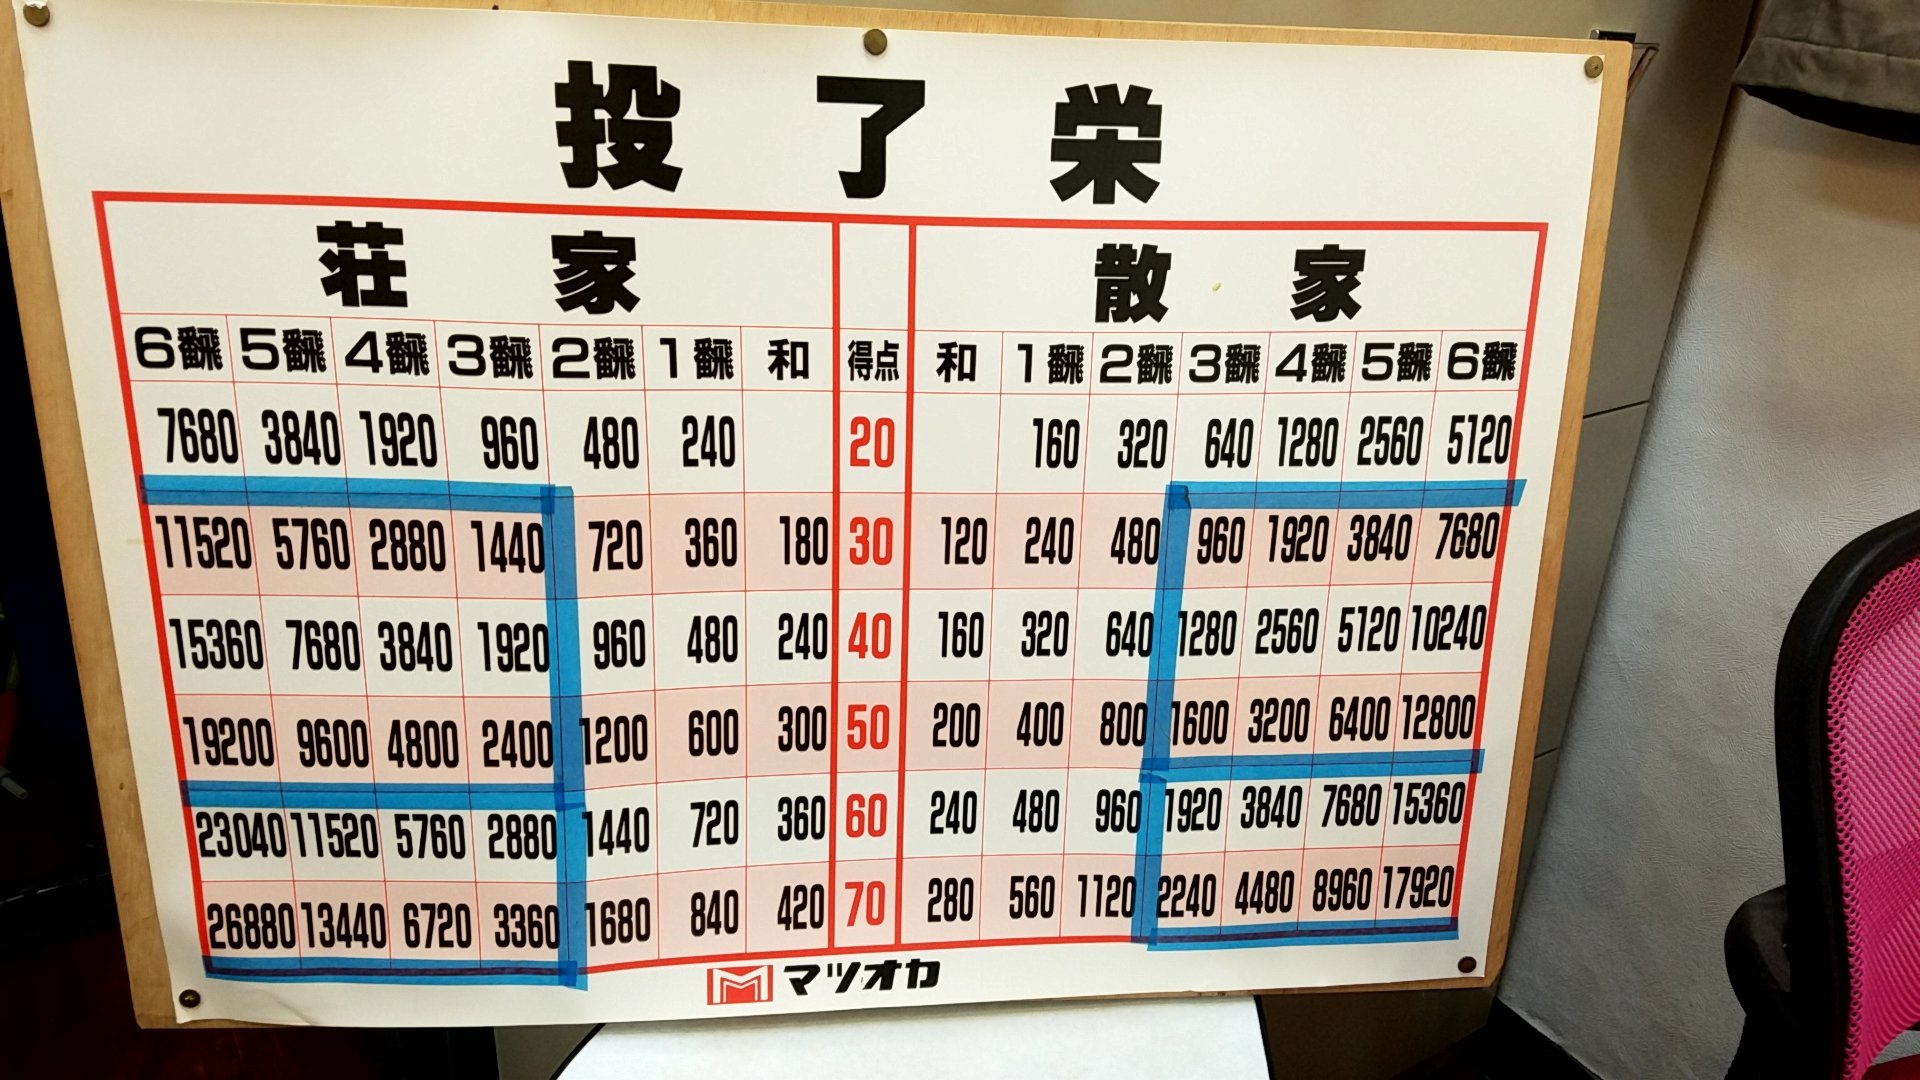 投了栄
荘家 散家
6飜 5飜 4飜 3飜 2飜 1飜 和 得点 和 1飜 2飜 3飜 4飜 5飜 6飜
7680 3840 1920 960 480 240 20 160 320 640 1280 2560 5120
11520 5760 2880 1440 720 360 180 30 120 240 480 960 1920 3840 7680
15360 7680 3840 1920 960 480 240 40 160 320 640 1280 2560 5120 10240
19200 9600 4800 2400 1200 600 300 50 200 400 800 1600 3200 6400 12800
23040 11520 5760 2880 1440 720 360 60 240 480 960 1920 3840 7680 15360
26880 13440 6720 3360 1680 840 420 70 280 560 1120 2240 4480 8960 17920
M マツオカ